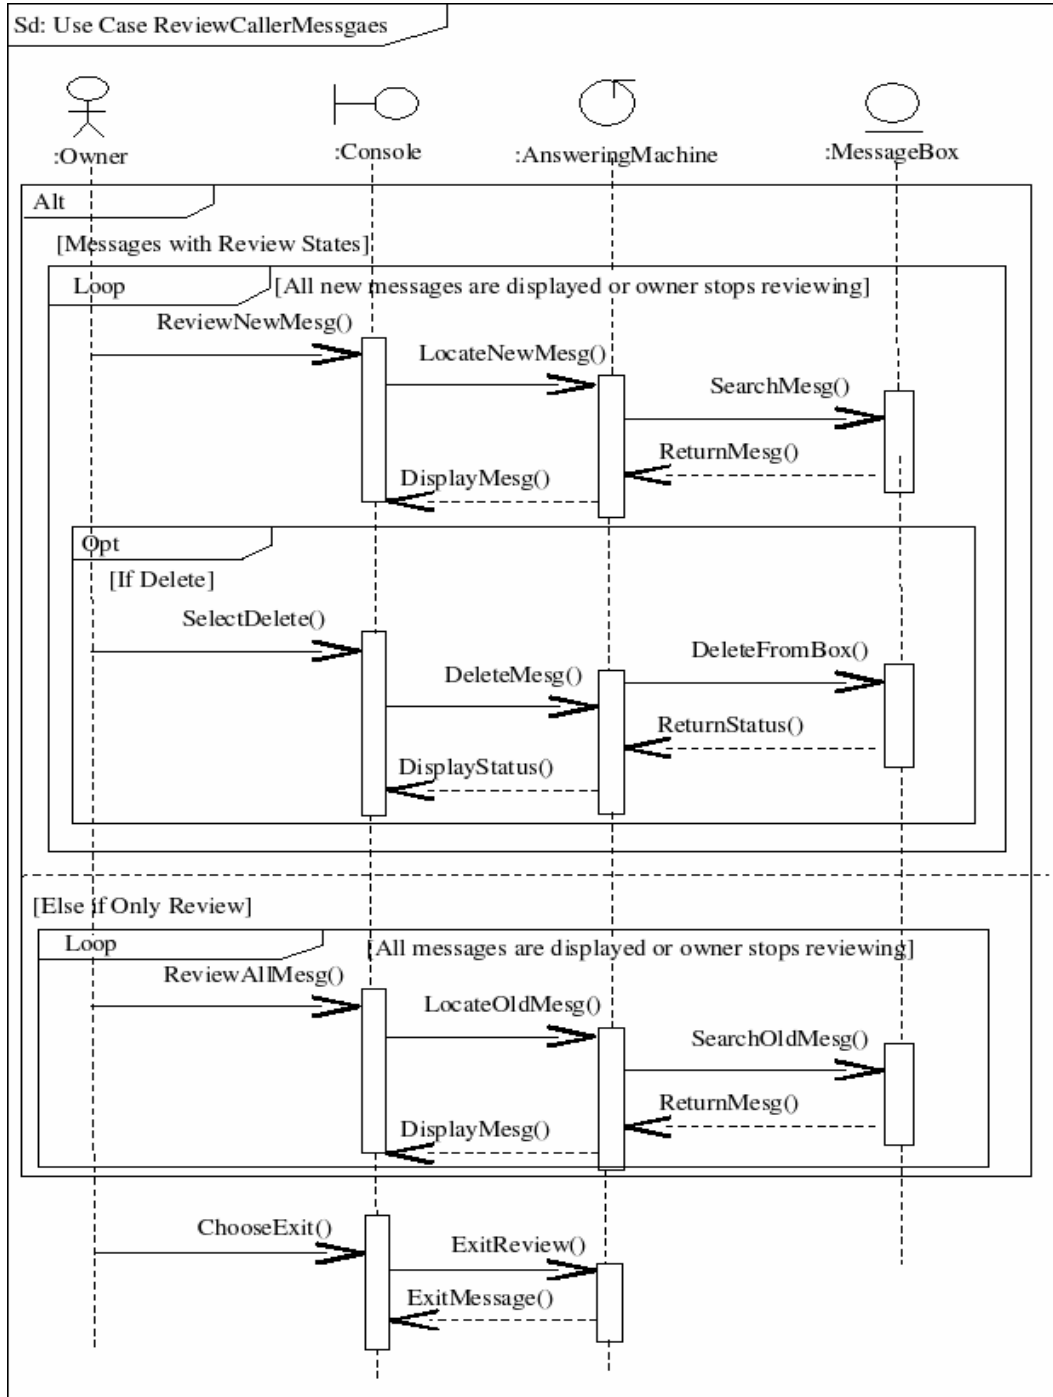 Sd: Use Case ReviewCallerMessgaes
:Owner
:Console
:AnsweringMachine
:MessageBox
Alt
[Messages with Review States]
Loop
[All new messages are displayed or owner stops reviewing]
ReviewNewMesg()
LocateNewMesg()
SearchMesg()
ReturnMesg()
DisplayMesg()
Opt
[If Delete]
SelectDelete()
DeleteMesg()
DeleteFromBox()
ReturnStatus()
DisplayStatus()
[Else if Only Review]
Loop
[All messages are displayed or owner stops reviewing]
ReviewAllMesg()
LocateOldMesg()
SearchOldMesg()
ReturnMesg()
DisplayMesg()
ChooseExit()
ExitReview()
ExitMessage()